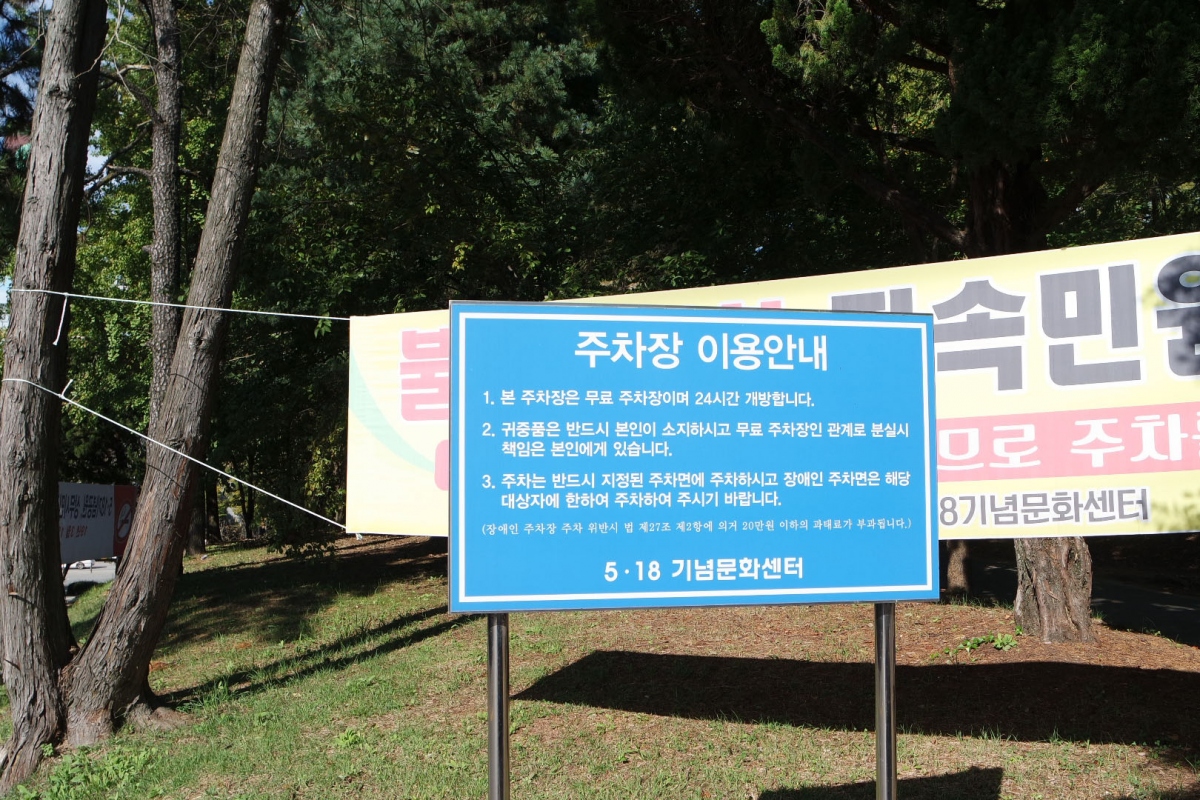 주차장 이용안내
1. 본 주차장은 무료 주차장이며 24시간 개방합니다.
2. 귀중품은 반드시 본인이 소지하시고 무료 주차장인 관계로 분실시
책임은 본인에게 있습니다.
3. 주차는 반드시 지정된 주차면에 주차하시고 장애인 주차면은 해당
대상자에 한하여 주차하여 주시기 바랍니다.
(장애인 주차장 주차 위반시 법 제27조 제2항에 의거 20만원 이하의 과태료가 부과됩니다.)
5·18 기념문화센터
불
속민원
므로 주차
8기념문화센터